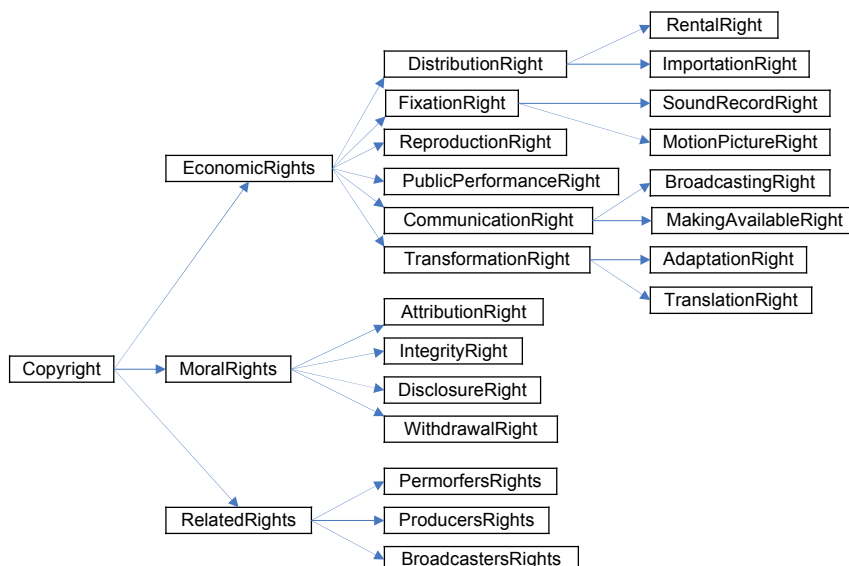 RentalRight
DistributionRight
ImportationRight
FixationRight
SoundRecordRight
ReproductionRight
MotionPictureRight
EconomicRights
PublicPerformanceRight
BroadcastingRight
CommunicationRight
MakingAvailableRight
TransformationRight
AdaptationRight
TranslationRight
AttributionRight
IntegrityRight
Copyright
MoralRights
DisclosureRight
WithdrawalRight
PermorfersRights
RelatedRights
ProducersRights
BroadcastersRights